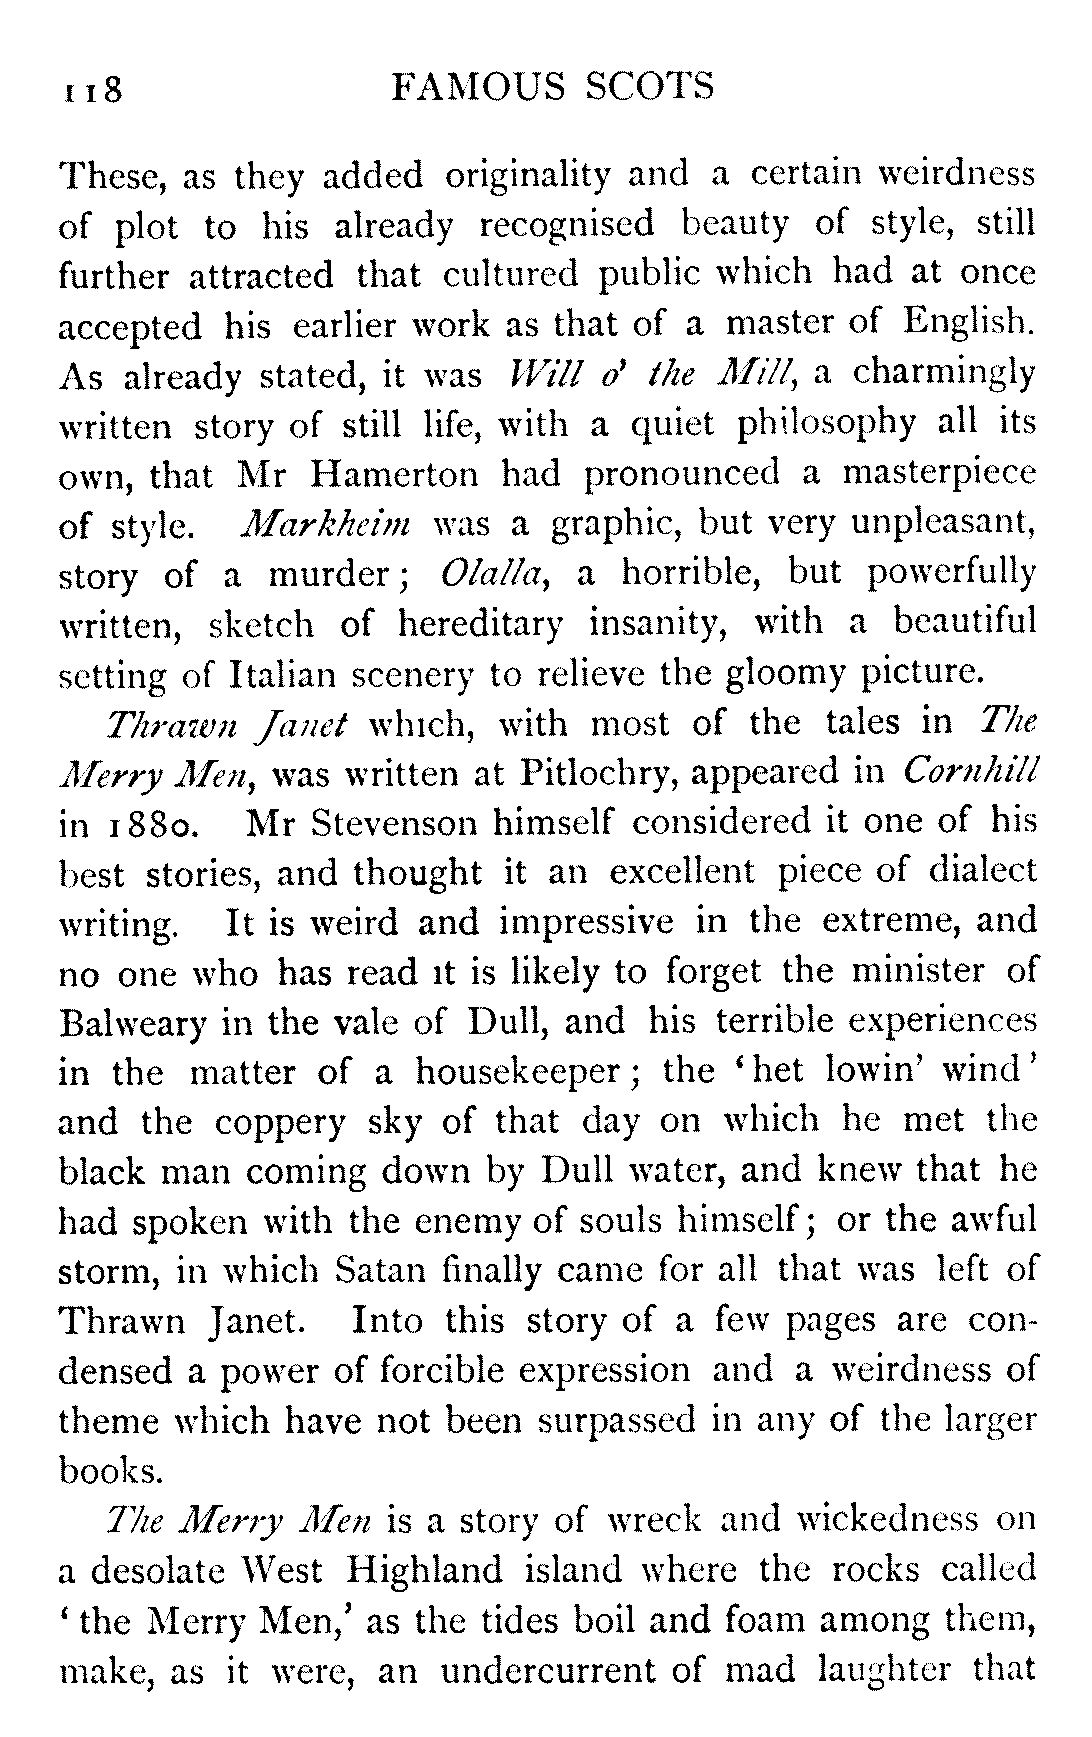 118 FAMOUS SCOTS
These, as they added originality and a certain weirdness
of plot to his already recognised beauty of style, still
further attracted that cultured public which had at once
accepted his earlier work as that of a master of English.
As already stated, it was Will o' the Mill, a charmingly
written story of still life, with a quiet philosophy all its
own, that Mr Hamerton had pronounced a masterpiece
of style. Markheim was a graphic, but very unpleasant,
story of a murder; Olalla, a horrible, but powerfully
written, sketch of hereditary insanity, with a beautiful
setting of Italian scenery to relieve the gloomy picture.
Thrawn Janet which, with most of the tales in The
Merry Men, was written at Pitlochry, appeared in Cornhill
in 1880. Mr Stevenson himself considered it one of his
best stories, and thought it an excellent piece of dialect
writing. It is weird and impressive in the extreme, and
no one who has read it is likely to forget the minister of
Balweary in the vale of Dull, and his terrible experiences
in the matter of a housekeeper; the 'het lowin' wind'
and the coppery sky of that day on which he met the
black man coming down by Dull water, and knew that he
had spoken with the enemy of souls himself; or the awful
storm, in which Satan finally came for all that was left of
Thrawn Janet. Into this story of a few pages are con-
densed a power of forcible expression and a weirdness of
theme which have not been surpassed in any of the larger
books.
The Merry Men is a story of wreck and wickedness on
a desolate West Highland island where the rocks called
'the Merry Men,' as the tides boil and foam among them,
make, as it were, an undercurrent of mad laughter that